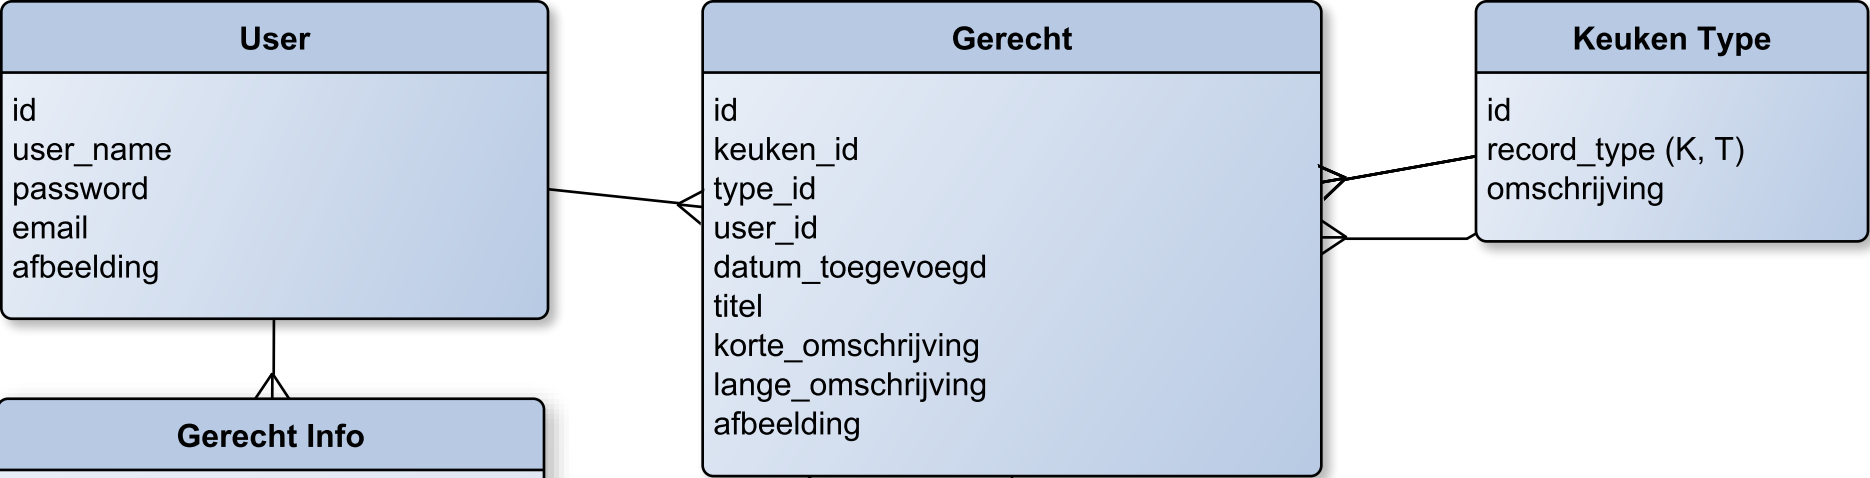 User
id
user_name
password
email
afbeelding
Gerecht Info
Gerecht
id
keuken_id
type_id
user_id
datum_toegevoegd
titel
korte_omschrijving
lange_omschrijving
afbeelding
Keuken Type
id
record_type (K, T)
omschrijving